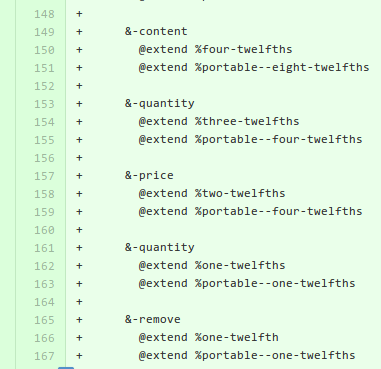 148 +
149 + &-content
150 + @extend %four-twelfths
151 + @extend %portable--eight-twelfths
152 +
153 + &-quantity
154 + @extend %three-twelfths
155 + @extend %portable--four-twelfths
156 +
157 + &-price
158 + @extend %two-twelfths
159 + @extend %portable--four-twelfths
160 +
161 + &-quantity
162 + @extend %one-twelfths
163 + @extend %portable--one-twelfths
164 +
165 + &-remove
166 + @extend %one-twelfth
167 + @extend %portable--one-twelfths